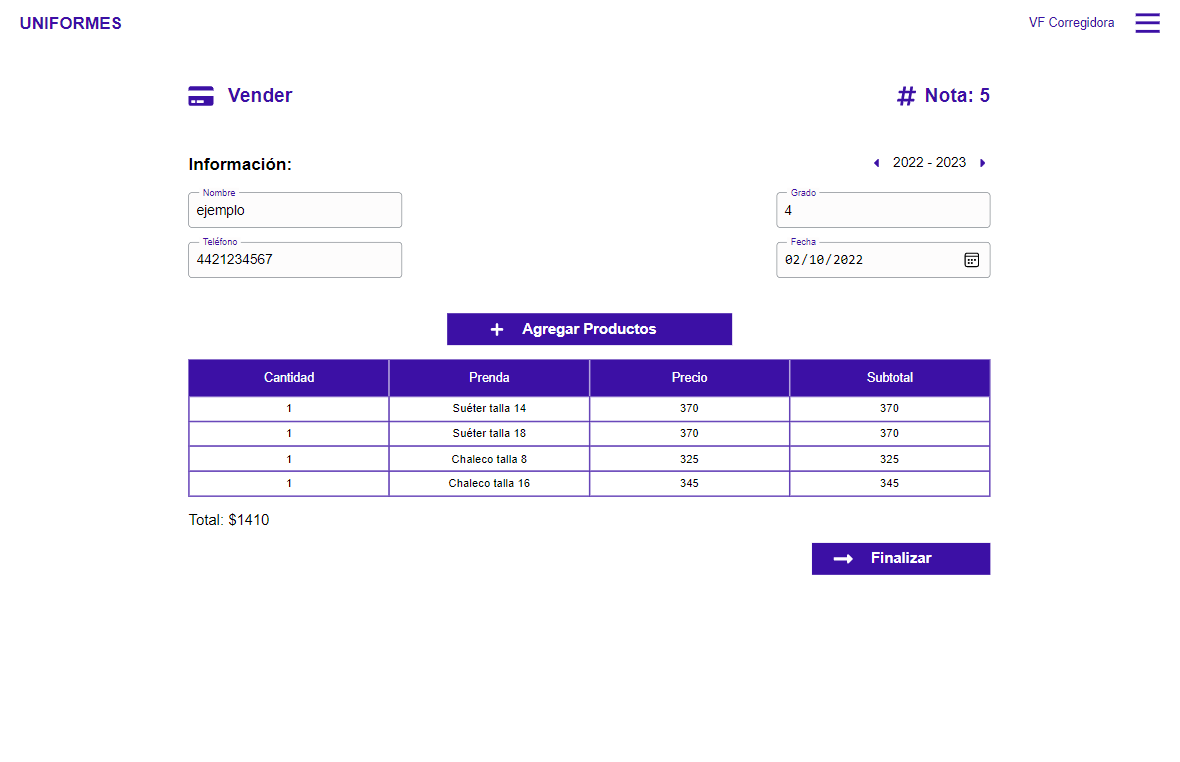 UNIFORMES VF Corregidora
Vender # Nota: 5
Información: 2022 - 2023
Nombre Grado
ejemplo 4
Teléfono Fecha
4421234567 02/10/2022
+ Agregar Productos
Cantidad Prenda Precio Subtotal
1 Suéter talla 14 370 370
1 Suéter talla 18 370 370
1 Chaleco talla 8 325 325
1 Chaleco talla 16 345 345
Total: $1410
Finalizar